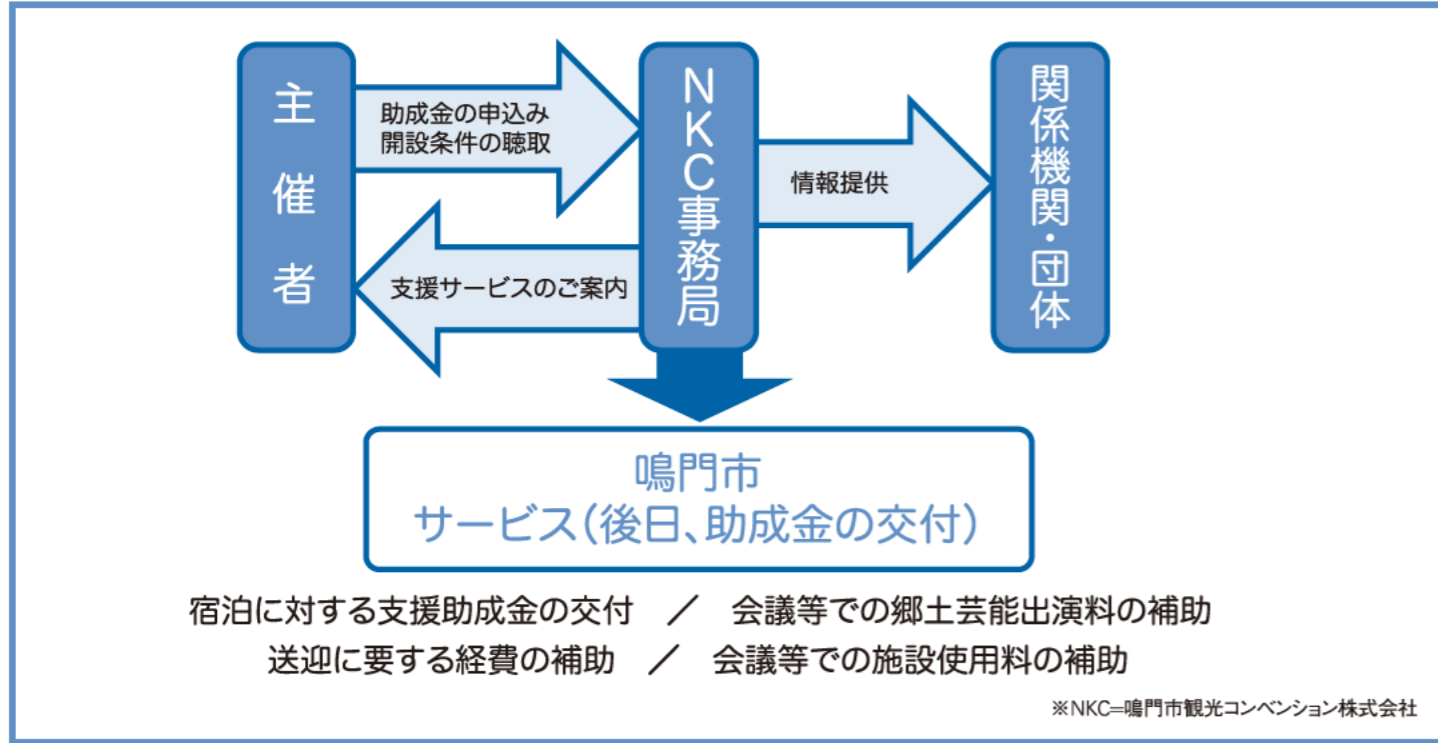 主催者
助成金の申込み
開設条件の聴取
支援サービスのご案内
NKC事務局
情報提供
関係機関・団体
鳴門市
サービス(後日、助成金の交付)
宿泊に対する支援助成金の交付 / 会議等での郷土芸能出演料の補助
送迎に要する経費の補助 / 会議等での施設使用料の補助
※NKC=鳴門市観光コンベンション株式会社